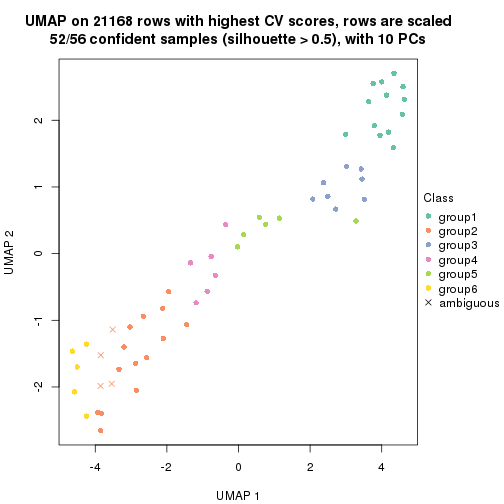 UMAP on 21168 rows with highest CV scores, rows are scaled
52/56 confident samples (silhouette > 0.5), with 10 PCs
2
1
0
-1
-2
UMAP 2
-4
-2
0
2
4
UMAP 1
Class
group1
group2
group3
group4
group5
group6
ambiguous